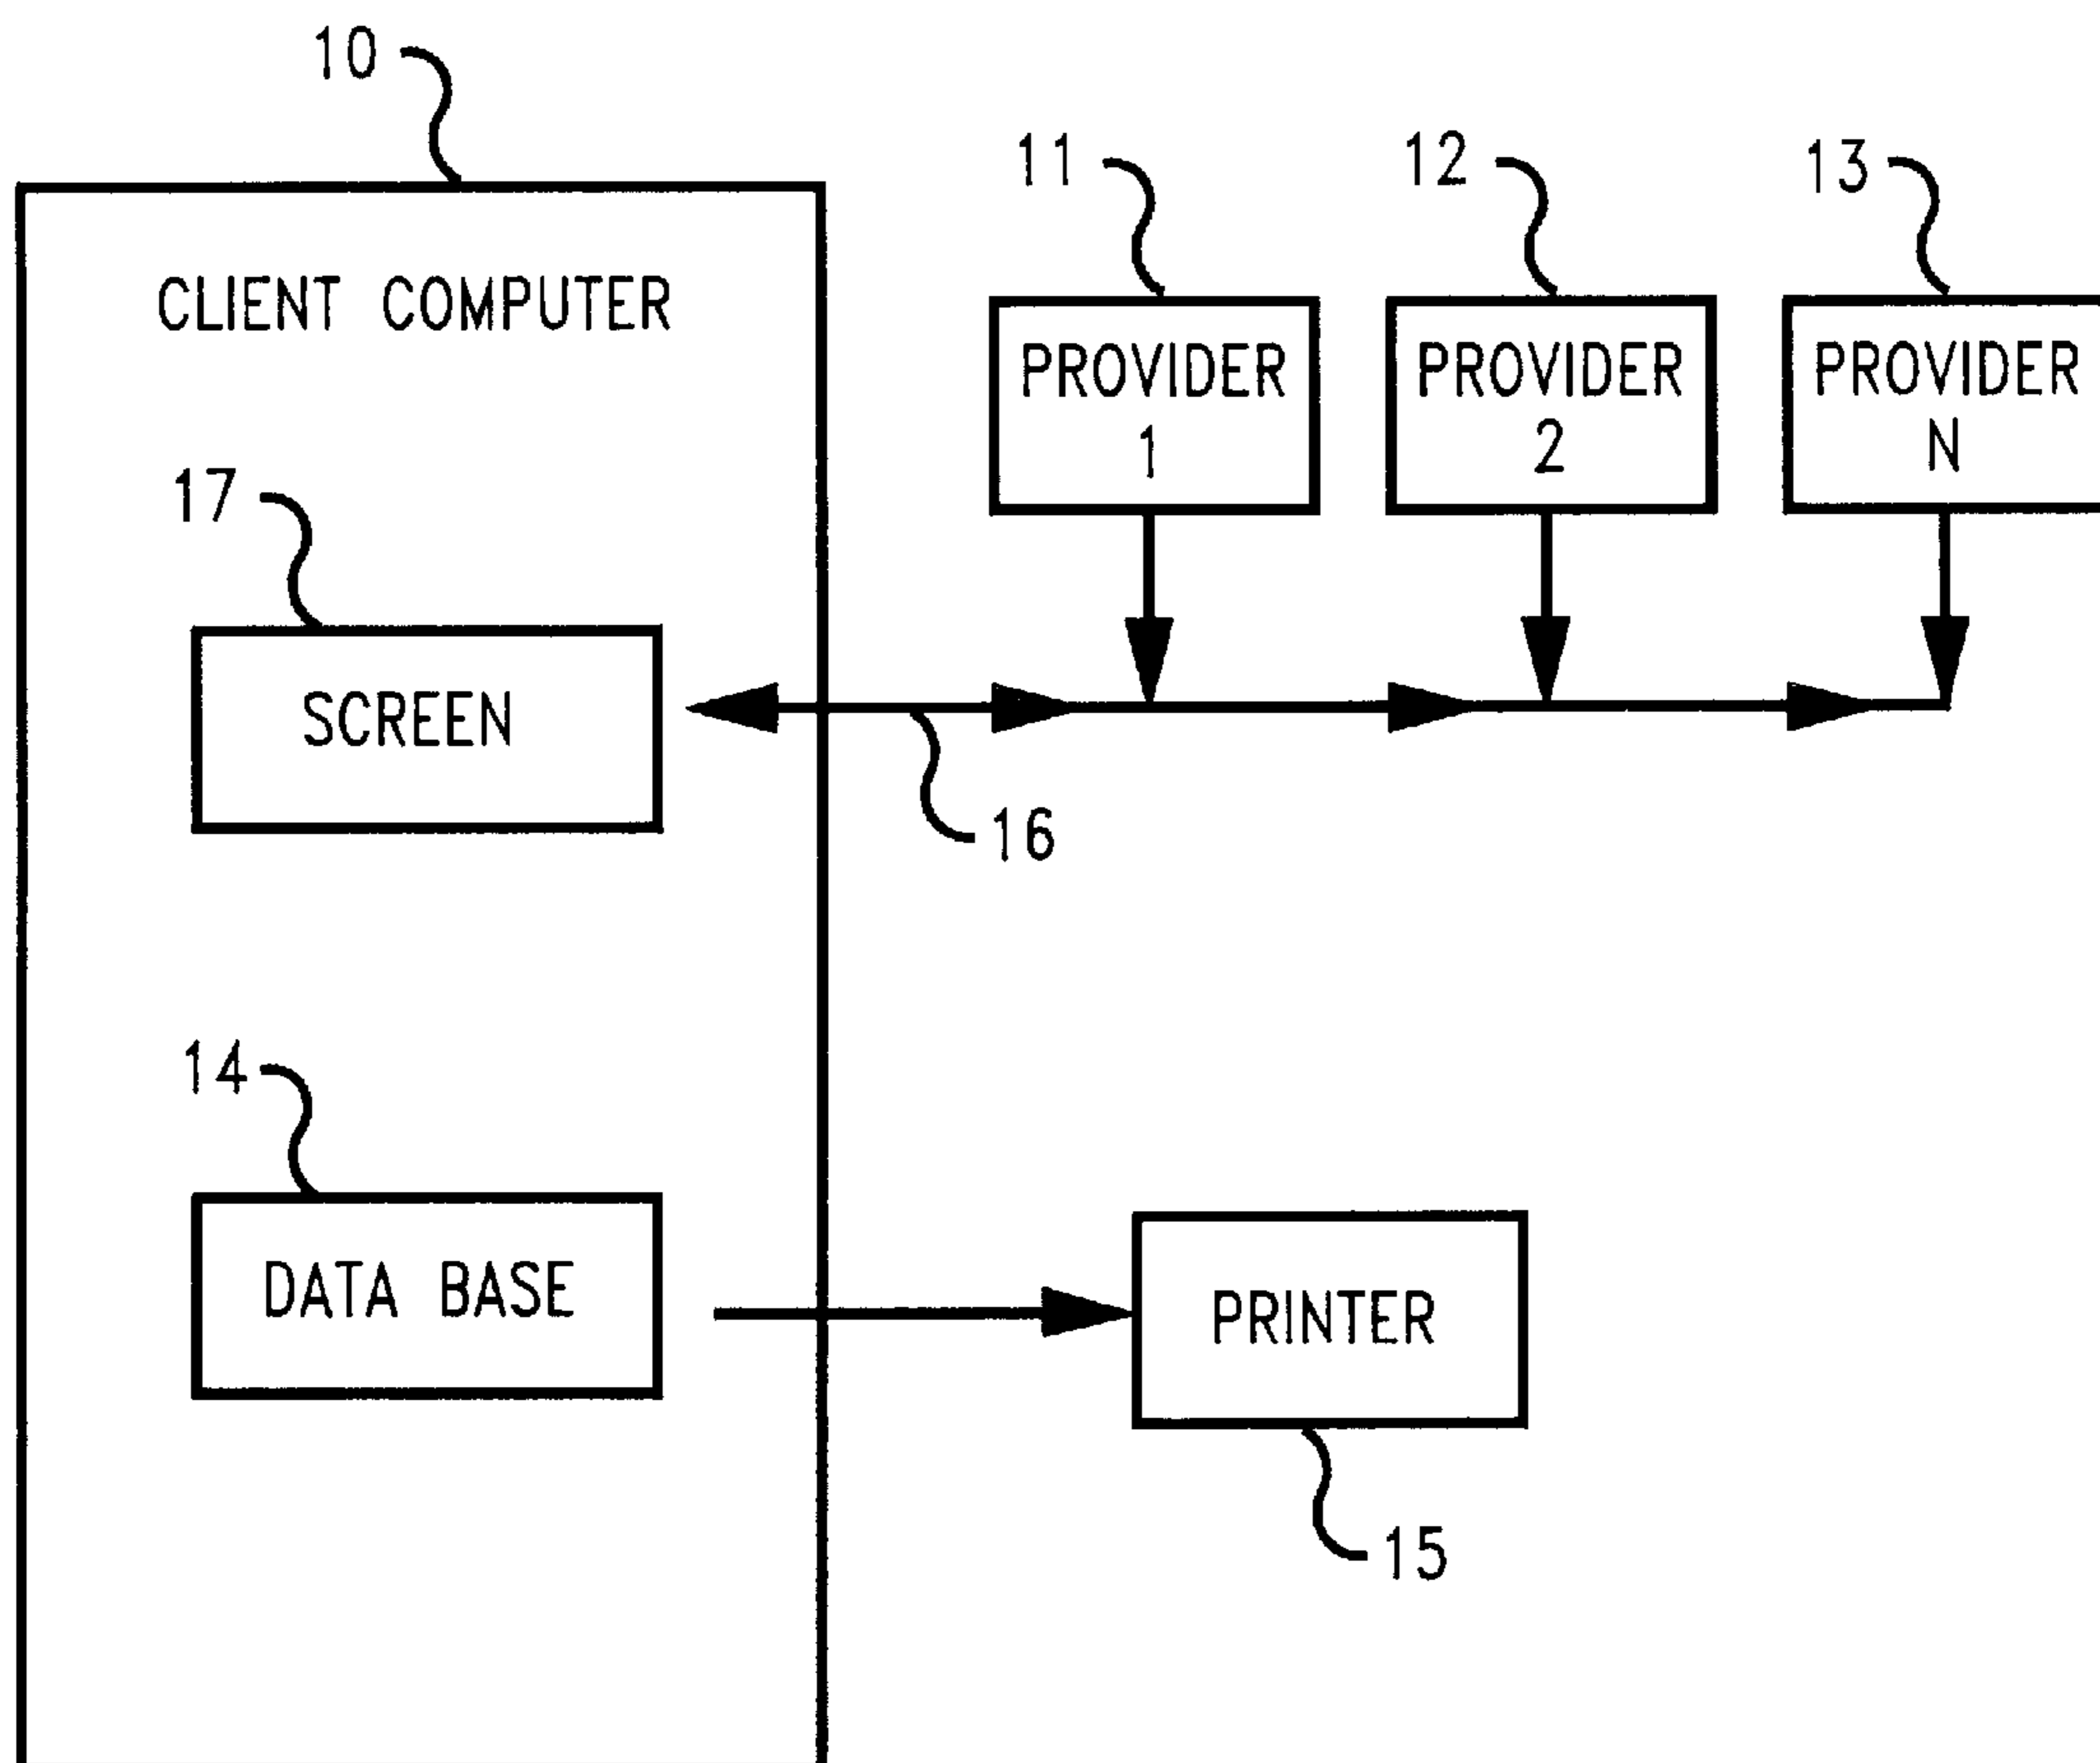 10
11
12
13
CLIENT COMPUTER
PROVIDER
1
PROVIDER
2
PROVIDER
N
17
SCREEN
16
14
DATA BASE
PRINTER
15